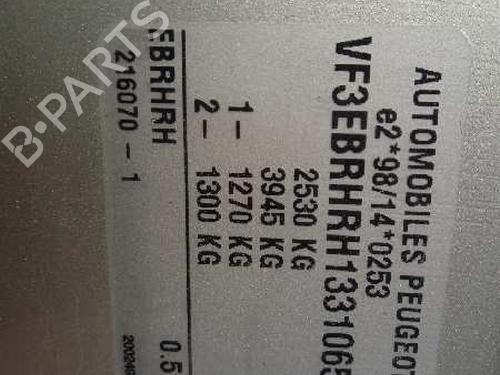 AUTOMOBILES PEUGEOT
e2*98/14*0253
VF3EBRHRH1331065
2530 KG
3945 KG
1- 1270 KG
2- 1300 KG
EBRHRH 0.5
216070 - 1
B-PARTS